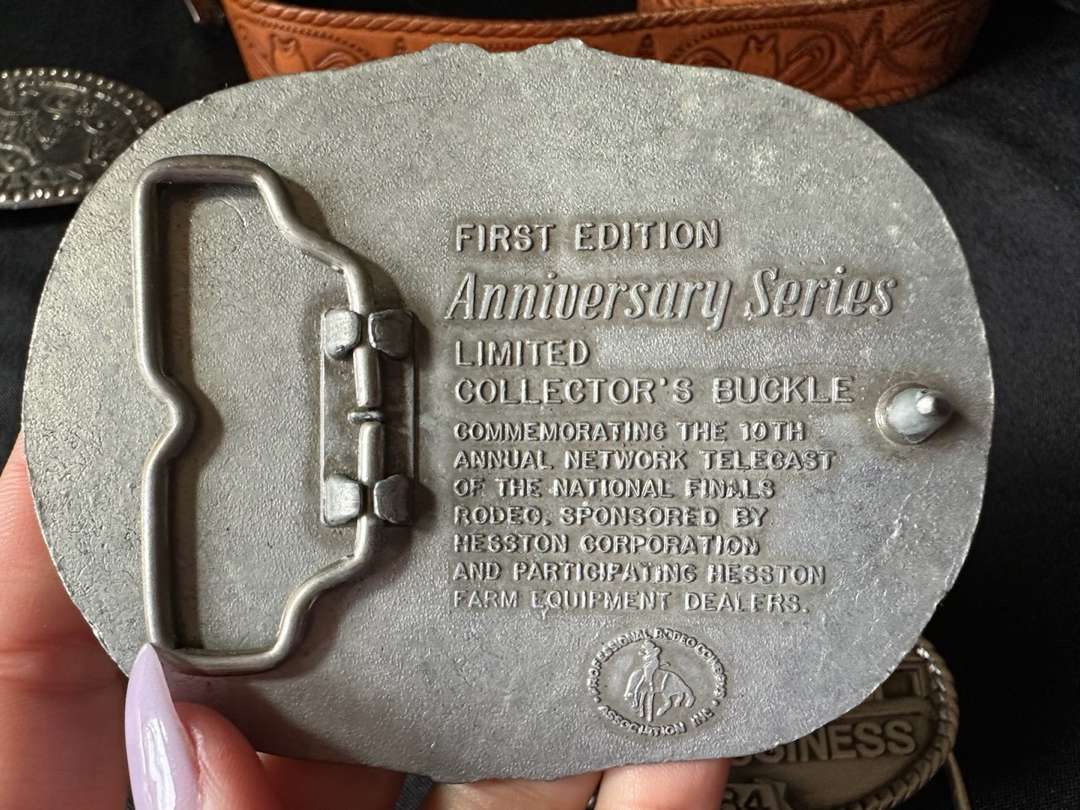 FIRST EDITION
Anniversary Series
LIMITED
COLLECTOR'S BUCKLE
COMMEMORATING THE 10TH
ANNUAL NETWORK TELECAST
OF THE NATIONAL FINALS
RODEO, SPONSORED BY
HESSTON CORPORATION
AND PARTICIPATING HESSTON
FARM EQUIPMENT DEALERS.
PROFESSIONAL RODEO COWBOYS
ASSOCIATION INC
84